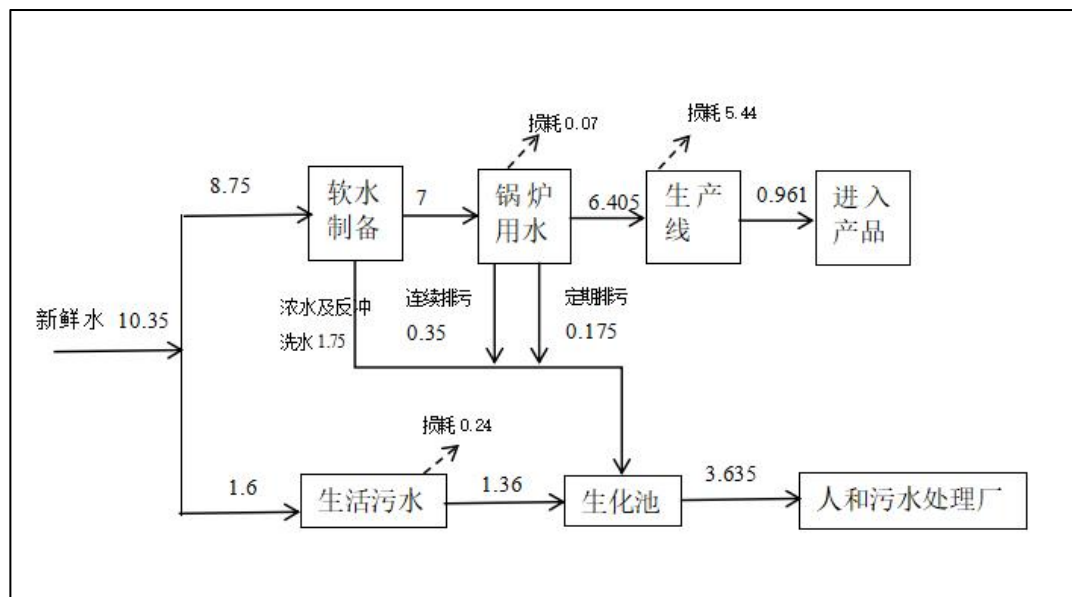 损耗 0.07
损耗 5.44
8.75
软水
制备
7
锅炉
用水
6.405
生产
线
0.961
进入
产品
新鲜水 10.35
浓水及反冲
洗水 1.75
连续排污
0.35
定期排污
0.175
损耗 0.24
1.6
生活污水
1.36
生化池
3.635
人和污水处理厂